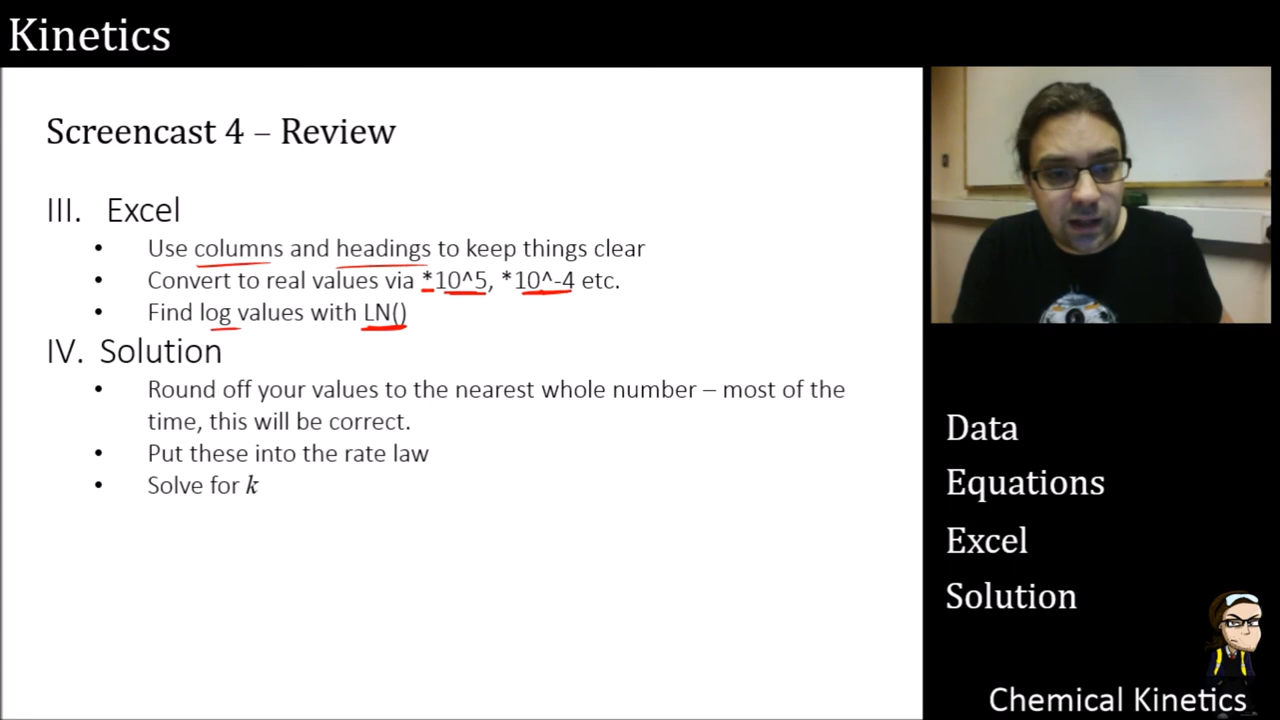 Kinetics
Screencast 4 – Review
III. Excel
• Use columns and headings to keep things clear
• Convert to real values via *10^5, *10^-4 etc.
• Find log values with LN()
IV. Solution
• Round off your values to the nearest whole number – most of the
time, this will be correct.
• Put these into the rate law
• Solve for k
Data
Equations
Excel
Solution
Chemical Kinetics